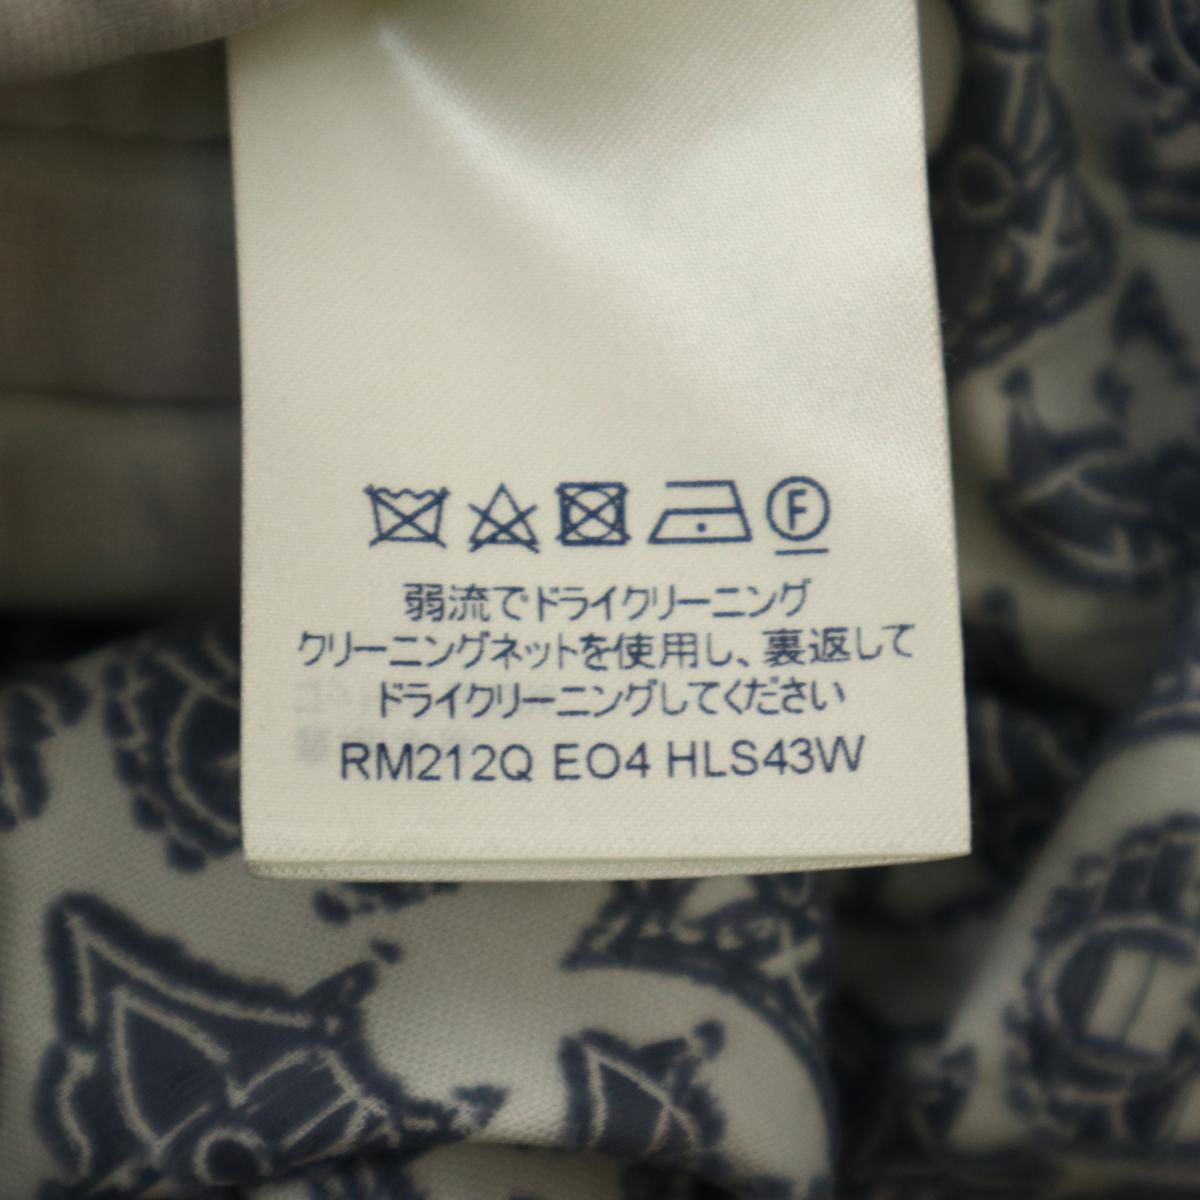 F
弱流でドライクリーニング
クリーニングネットを使用し、裏返して
ドライクリーニングしてください
RM212Q EO4 HLS43W